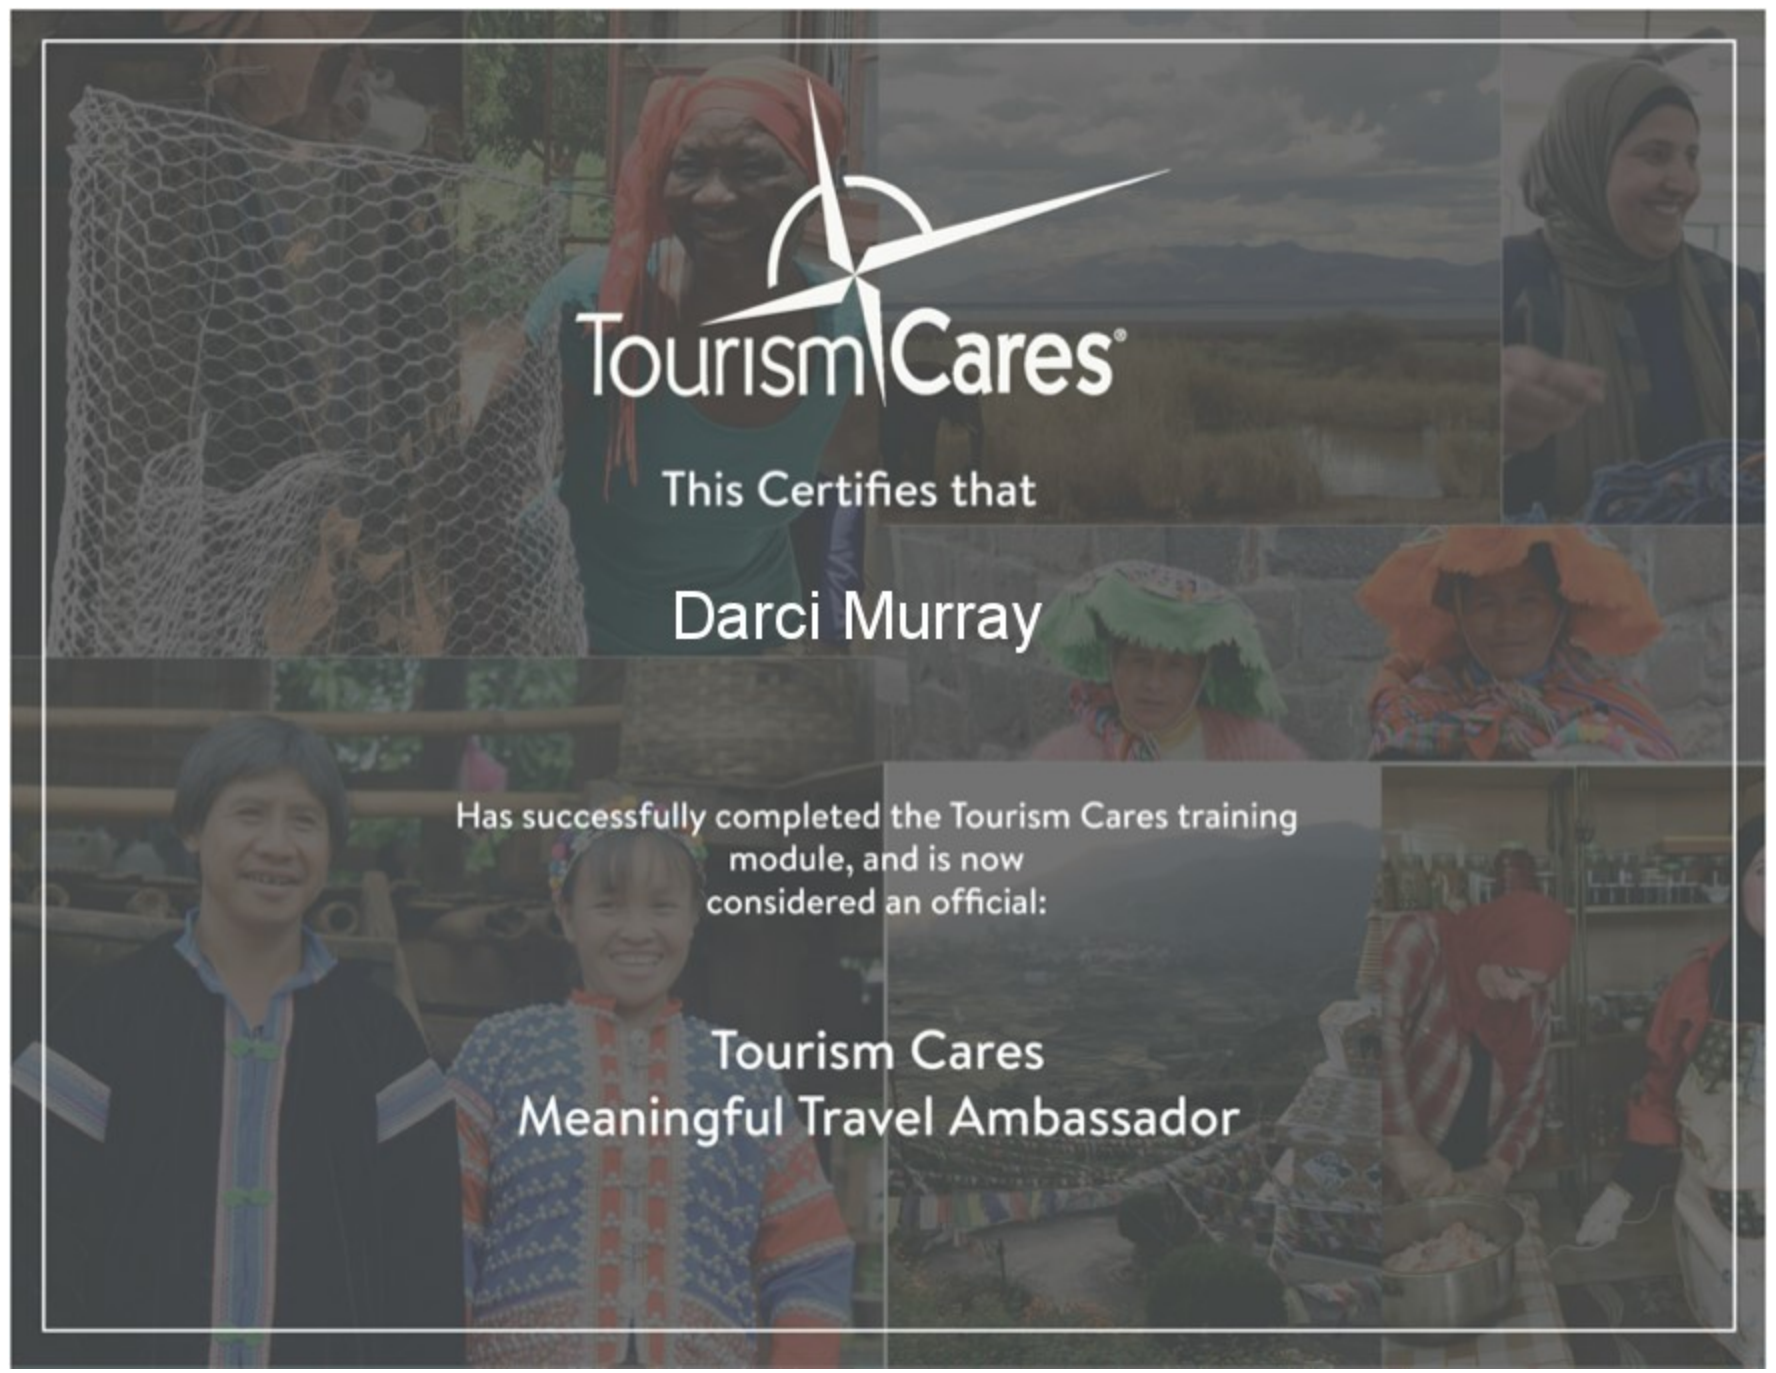 Tourism Cares®
This Certifies that
Darci Murray
Has successfully completed the Tourism Cares training
module, and is now
considered an official:
Tourism Cares
Meaningful Travel Ambassador